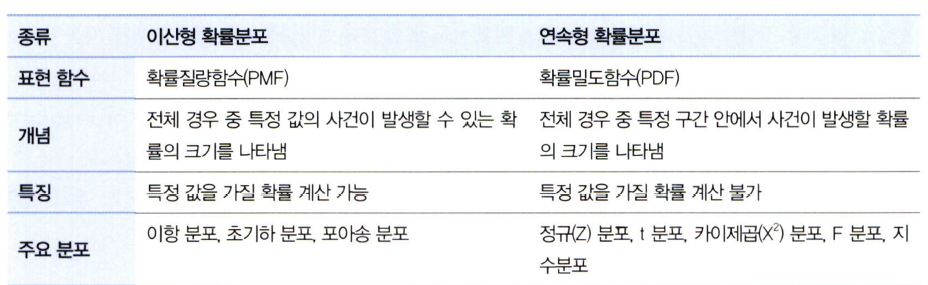 종류 이산형 확률분포 연속형 확률분포
표현 함수 확률질량함수(PMF) 확률밀도함수(PDF)
개념 전체 경우 중 특정 값의 사건이 발생할 수 있는 확 전체 경우 중 특정 구간 안에서 사건이 발생할 확률
률의 크기를 나타냄 의 크기를 나타냄
특징 특정 값을 가질 확률 계산 가능 특정 값을 가질 확률 계산 불가
주요 분포 이항 분포, 초기하 분포, 포아송 분포 정규(Z) 분포, t 분포, 카이제곱(X²) 분포, F 분포, 지
수분포